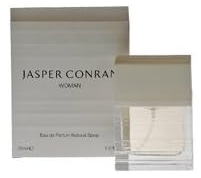 JASPER CONRAN
WOMAN
Eau de Parfum Natural Spray